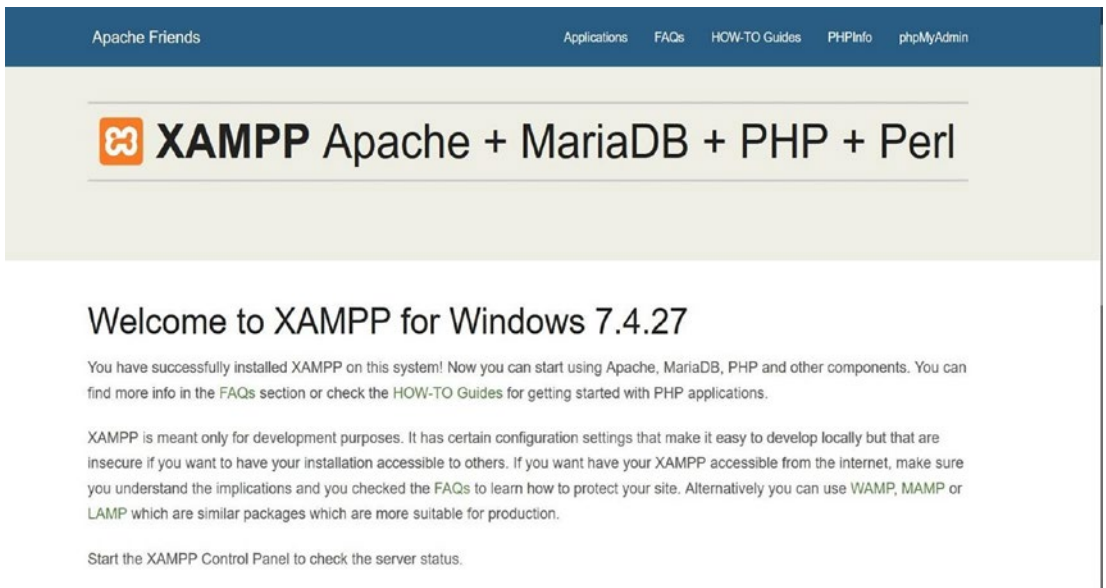 Apache Friends
Applications FAQs HOW-TO Guides PHPInfo phpMyAdmin
XAMPP Apache + MariaDB + PHP + Perl
Welcome to XAMPP for Windows 7.4.27
You have successfully installed XAMPP on this system! Now you can start using Apache, MariaDB, PHP and other components. You can
find more info in the FAQs section or check the HOW-TO Guides for getting started with PHP applications.
XAMPP is meant only for development purposes. It has certain configuration settings that make it easy to develop locally but that are
insecure if you want to have your installation accessible to others. If you want have your XAMPP accessible from the internet, make sure
you understand the implications and you checked the FAQs to learn how to protect your site. Alternatively you can use WAMP, MAMP or
LAMP which are similar packages which are more suitable for production.
Start the XAMPP Control Panel to check the server status.